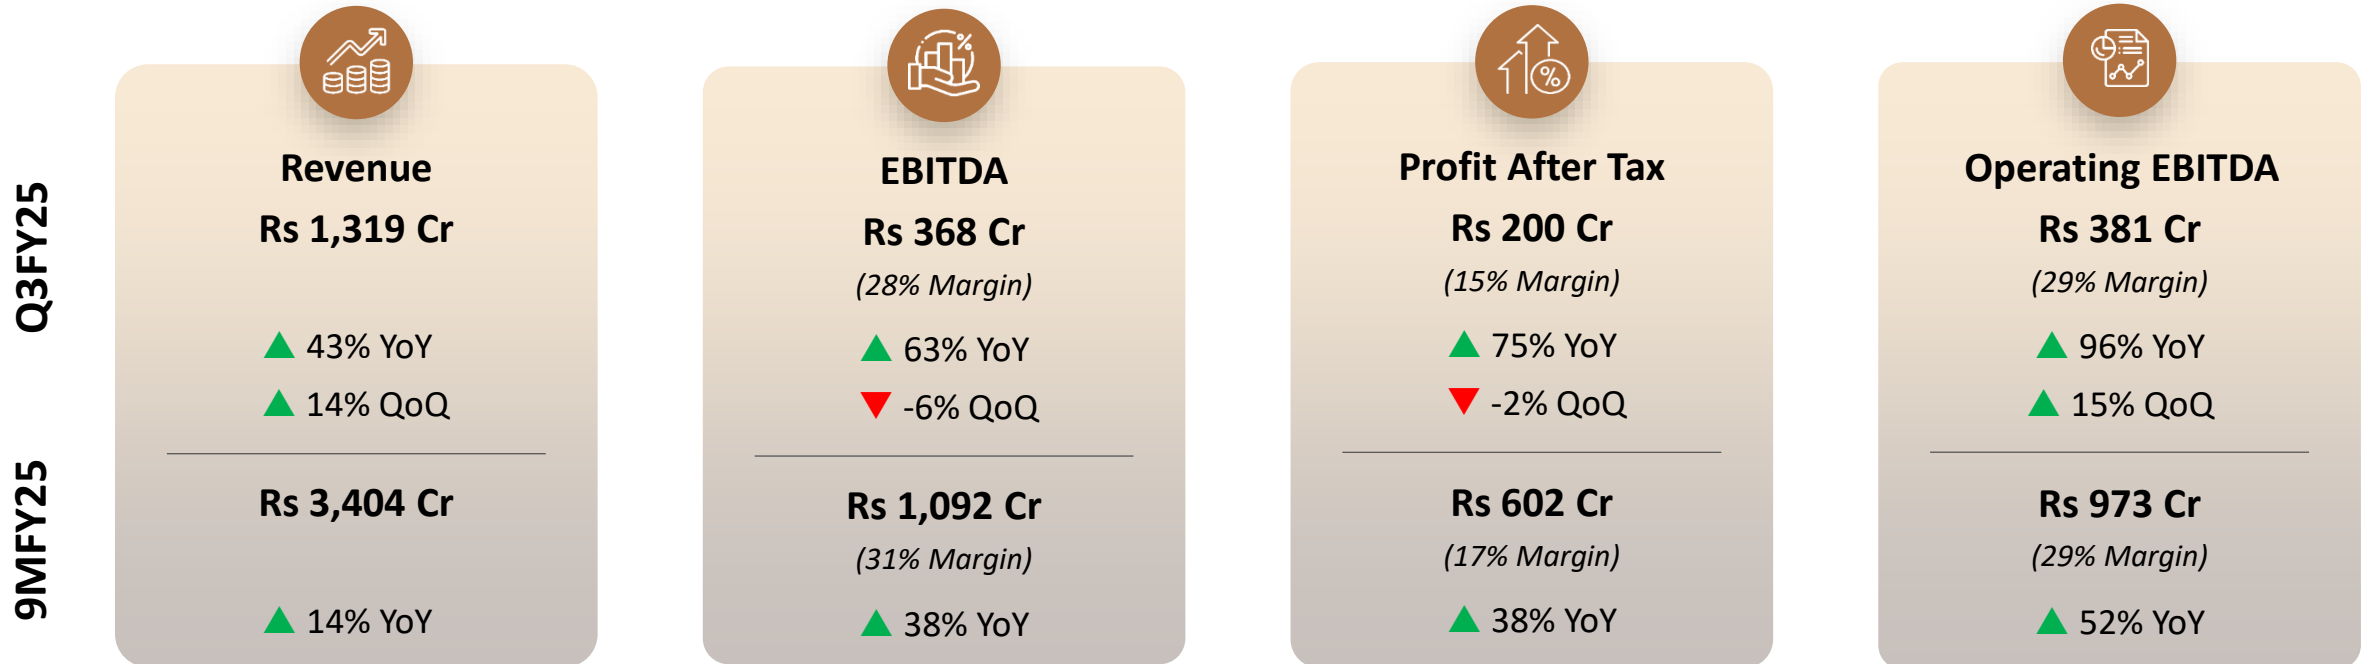 Q3FY25
Revenue
Rs 1,319 Cr
43% YoY
14% QoQ
EBITDA
Rs 368 Cr
(28% Margin)
63% YoY
-6% QoQ
Profit After Tax
Rs 200 Cr
(15% Margin)
75% YoY
-2% QoQ
Operating EBITDA
Rs 381 Cr
(29% Margin)
96% YoY
15% QoQ
9MFY25
Rs 3,404 Cr
14% YoY
Rs 1,092 Cr
(31% Margin)
38% YoY
Rs 602 Cr
(17% Margin)
38% YoY
Rs 973 Cr
(29% Margin)
52% YoY